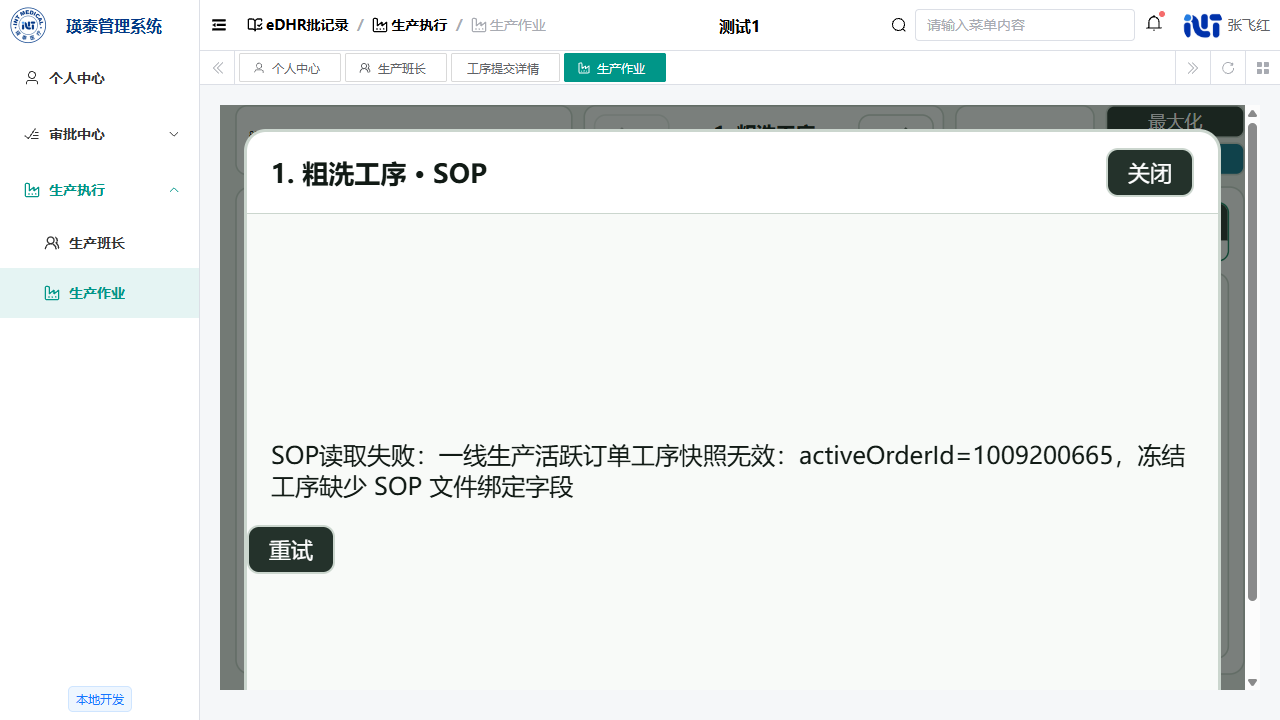 瑛泰管理系统
eDHR批记录 / 生产执行 / 生产作业
测试1
请输入菜单内容
张飞红
个人中心
生产班长
工序提交详情
生产作业
个人中心
审批中心
生产执行
生产班长
生产作业
本地开发
最大化
1. 粗洗工序 • SOP
关闭
SOP读取失败：一线生产活跃订单工序快照无效：activeOrderId=1009200665，冻结
工序缺少 SOP 文件绑定字段
重试